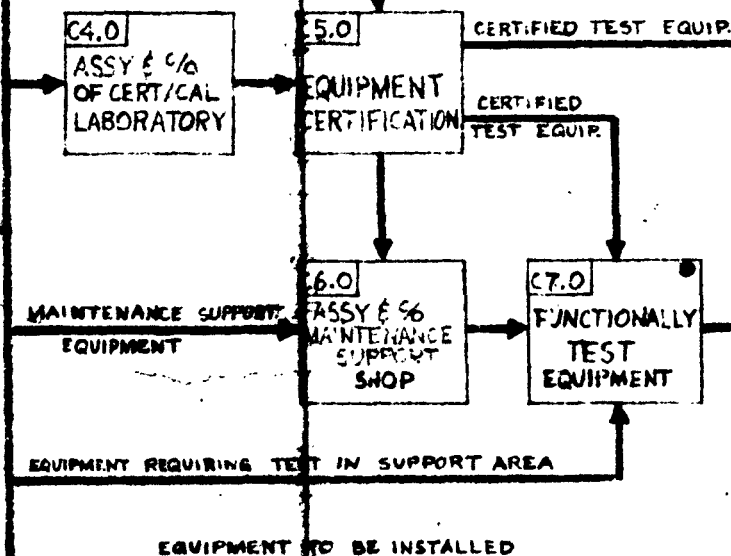 C4.0
ASSY & C/O
OF CERT/CAL
LABORATORY
C5.0
EQUIPMENT
CERTIFICATION
CERTIFIED TEST EQUIP.
CERTIFIED
TEST EQUIP.
MAINTENANCE SUPPORT
EQUIPMENT
C6.0
ASSY & C/O
MAINTENANCE
SUPPORT
SHOP
C7.0
FUNCTIONALLY
TEST
EQUIPMENT
EQUIPMENT REQUIRING TEST IN SUPPORT AREA
EQUIPMENT TO BE INSTALLED